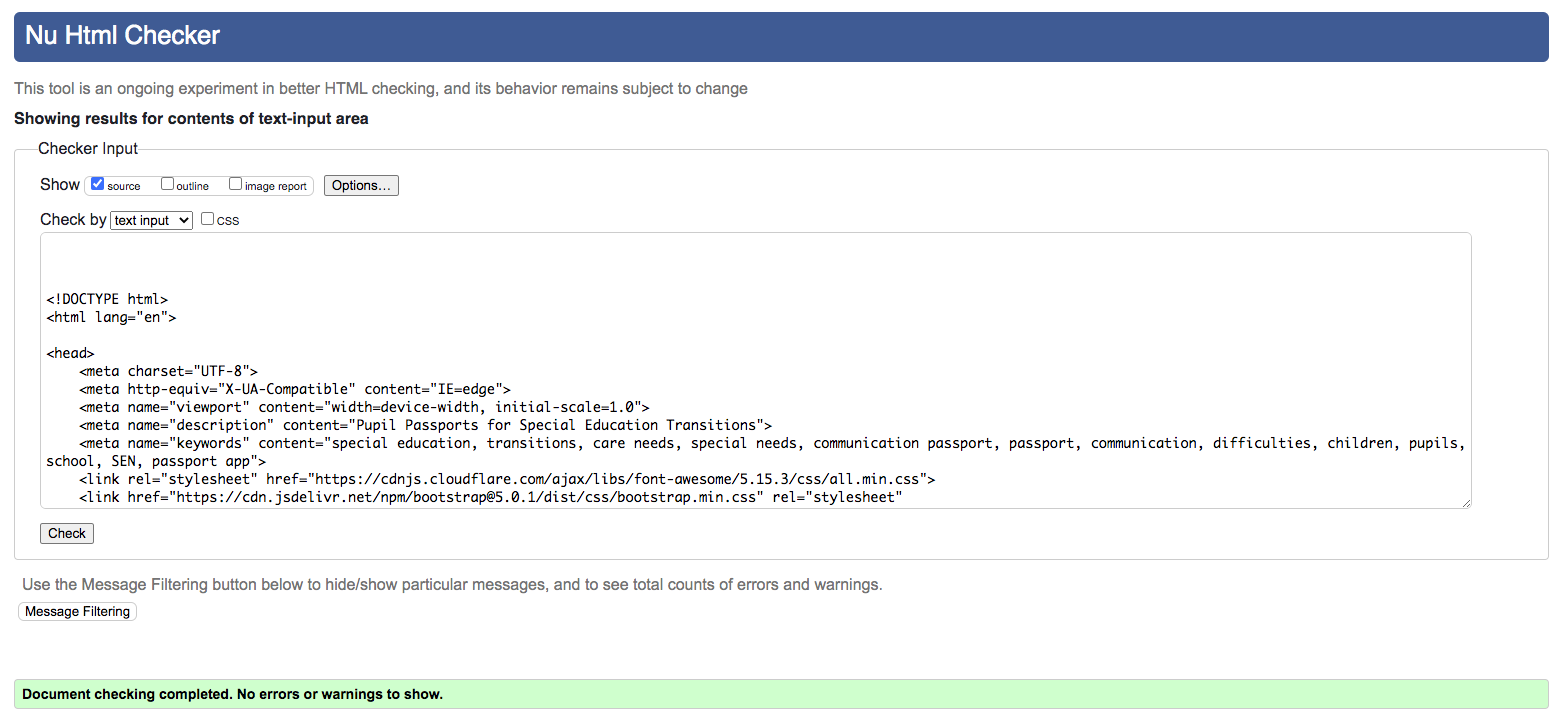 Nu Html Checker
This tool is an ongoing experiment in better HTML checking, and its behavior remains subject to change
Showing results for contents of text-input area
Checker Input
Show source outline image report Options...
Check by text input CSS
<!DOCTYPE html>
<html lang="en">
<head>
<meta charset="UTF-8">
<meta http-equiv="X-UA-Compatible" content="IE=edge">
<meta name="viewport" content="width=device-width, initial-scale=1.0">
<meta name="description" content="Pupil Passports for Special Education Transitions">
<meta name="keywords" content="special education, transitions, care needs, special needs, communication passport, passport, communication, difficulties, children, pupils,
school, SEN, passport app">
<link rel="stylesheet" href="https://cdnjs.cloudflare.com/ajax/libs/font-awesome/5.15.3/css/all.min.css">
<link href="https://cdn.jsdelivr.net/npm/bootstrap@5.0.1/dist/css/bootstrap.min.css" rel="stylesheet"
Check
Use the Message Filtering button below to hide/show particular messages, and to see total counts of errors and warnings.
Message Filtering
Document checking completed. No errors or warnings to show.